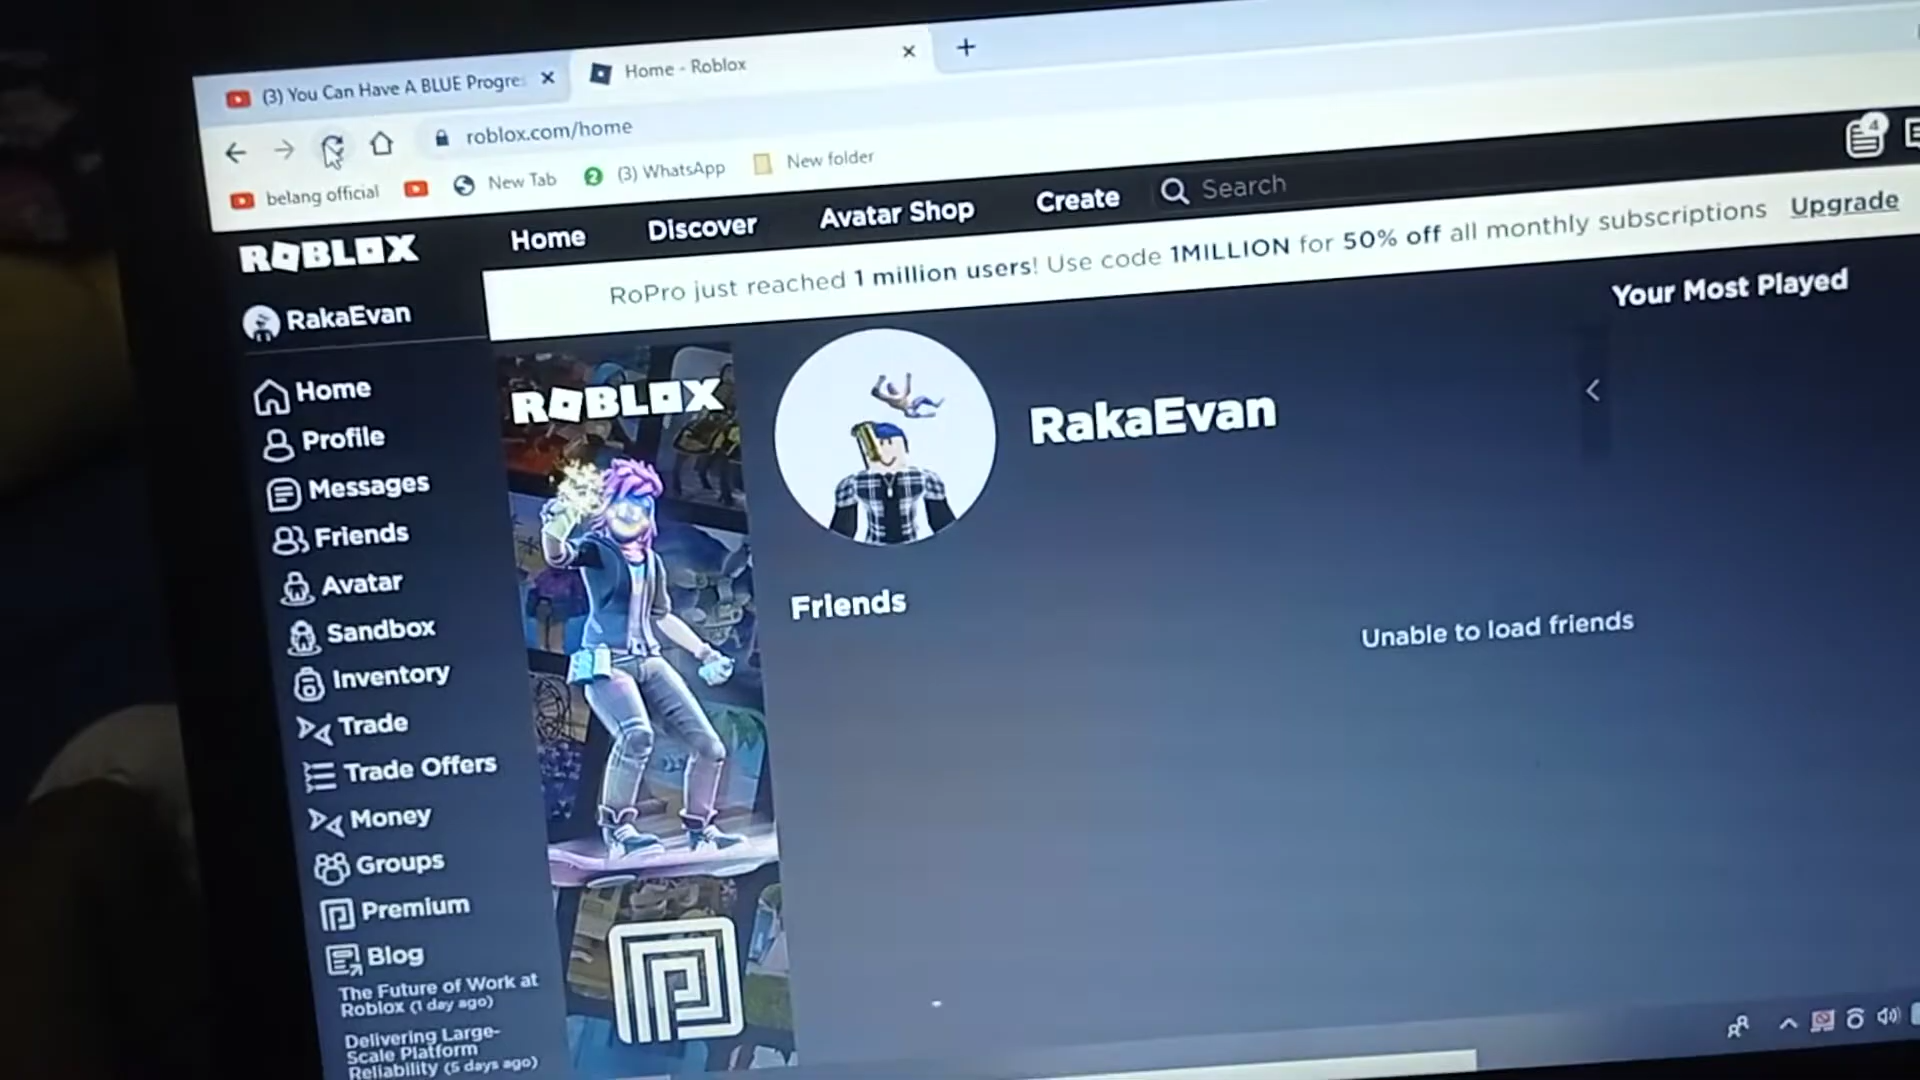 (3) You Can Have A BLUE Progre
Home - Roblox
roblox.com/home
belang official
New Tab
2
(3) WhatsApp
New folder
ROBLOX
Home
Discover
Avatar Shop
Create
Search
4
RoPro just reached 1 million users! Use code 1MILLION for 50% off all monthly subscriptions Upgrade
RakaEvan
Home
Profile
Messages
Friends
Avatar
Sandbox
Inventory
Trade
Trade Offers
Money
Groups
Premium
Blog
The Future of Work at
Roblox (1 day ago)
Delivering Large-
Scale Platform
Reliability (5 days ago)
ROBLOX
RakaEvan
Your Most Played
Friends
Unable to load friends